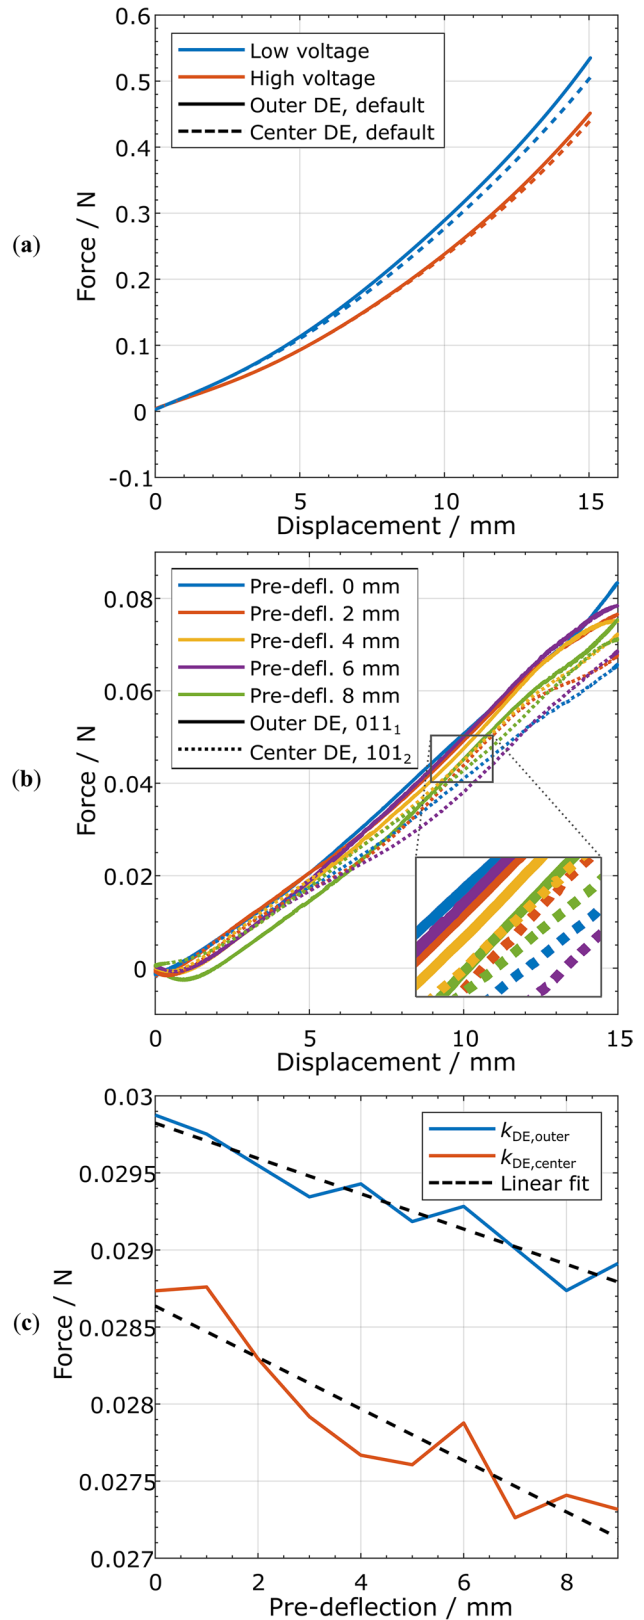 0.6
Low voltage
High voltage
Outer DE, default
Center DE, default
0.5
0.4
0.3
0.2
0.1
0
-0.1
Force / N
(a)
0
5
10
15
Displacement / mm
Pre-defl. 0 mm
Pre-defl. 2 mm
Pre-defl. 4 mm
Pre-defl. 6 mm
Pre-defl. 8 mm
Outer DE, 011₁
Center DE, 101₂
0.08
0.06
0.04
0.02
0
Force / N
(b)
0
5
10
15
Displacement / mm
0.03
k DE,outer
k DE,center
Linear fit
0.0295
0.029
0.0285
0.028
0.0275
0.027
Force / N
(c)
0
2
4
6
8
Pre-deflection / mm